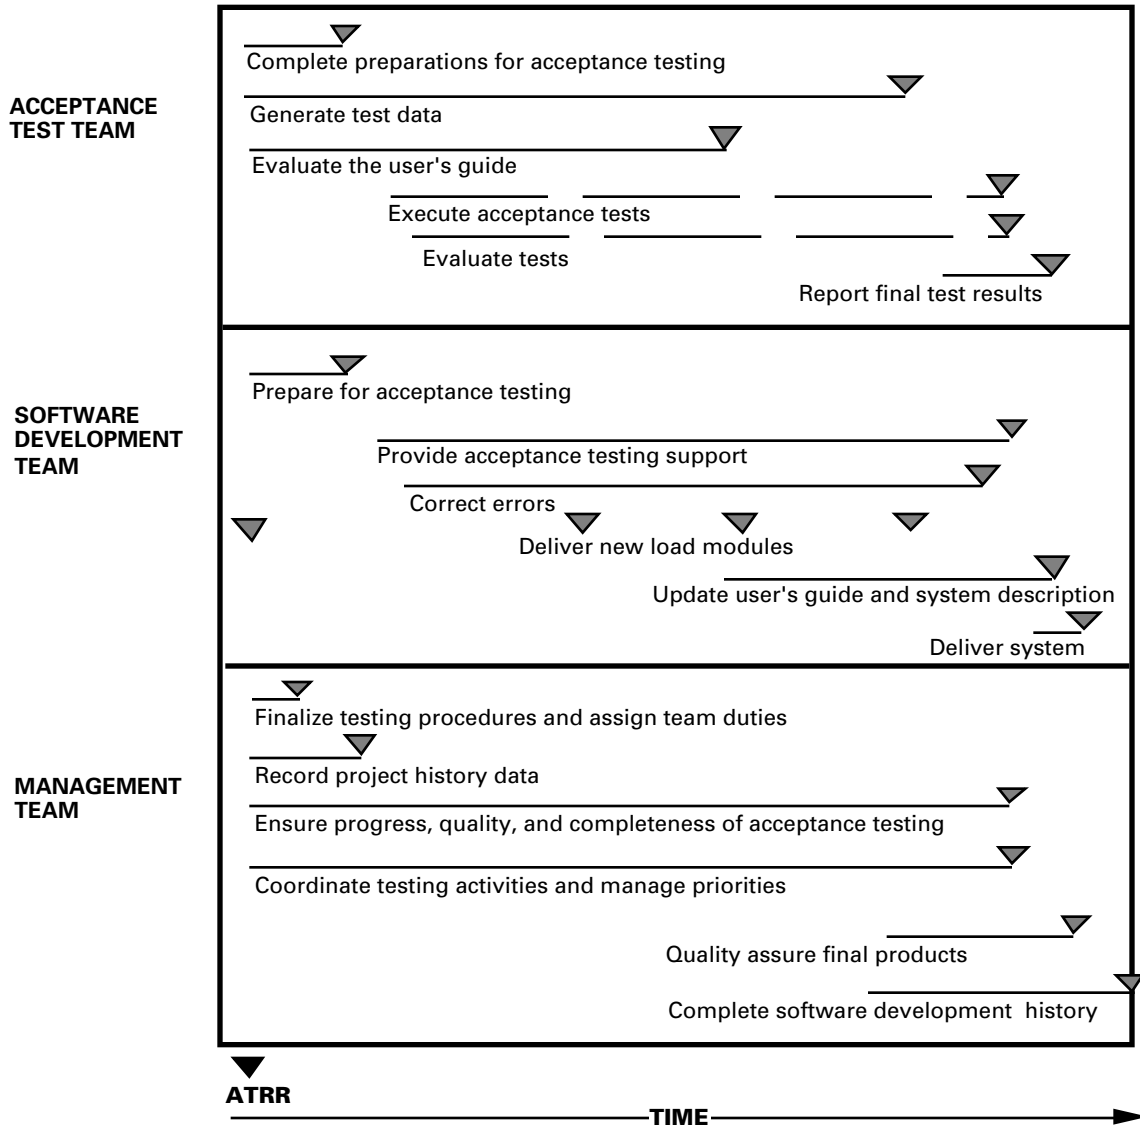 Complete preparations for acceptance testing
ACCEPTANCE
TEST TEAM
Generate test data
Evaluate the user's guide
Execute acceptance tests
Evaluate tests
Report final test results
Prepare for acceptance testing
SOFTWARE
DEVELOPMENT
TEAM
Provide acceptance testing support
Correct errors
Deliver new load modules
Update user's guide and system description
Deliver system
Finalize testing procedures and assign team duties
Record project history data
MANAGEMENT
TEAM
Ensure progress, quality, and completeness of acceptance testing
Coordinate testing activities and manage priorities
Quality assure final products
Complete software development history
ATRR
TIME